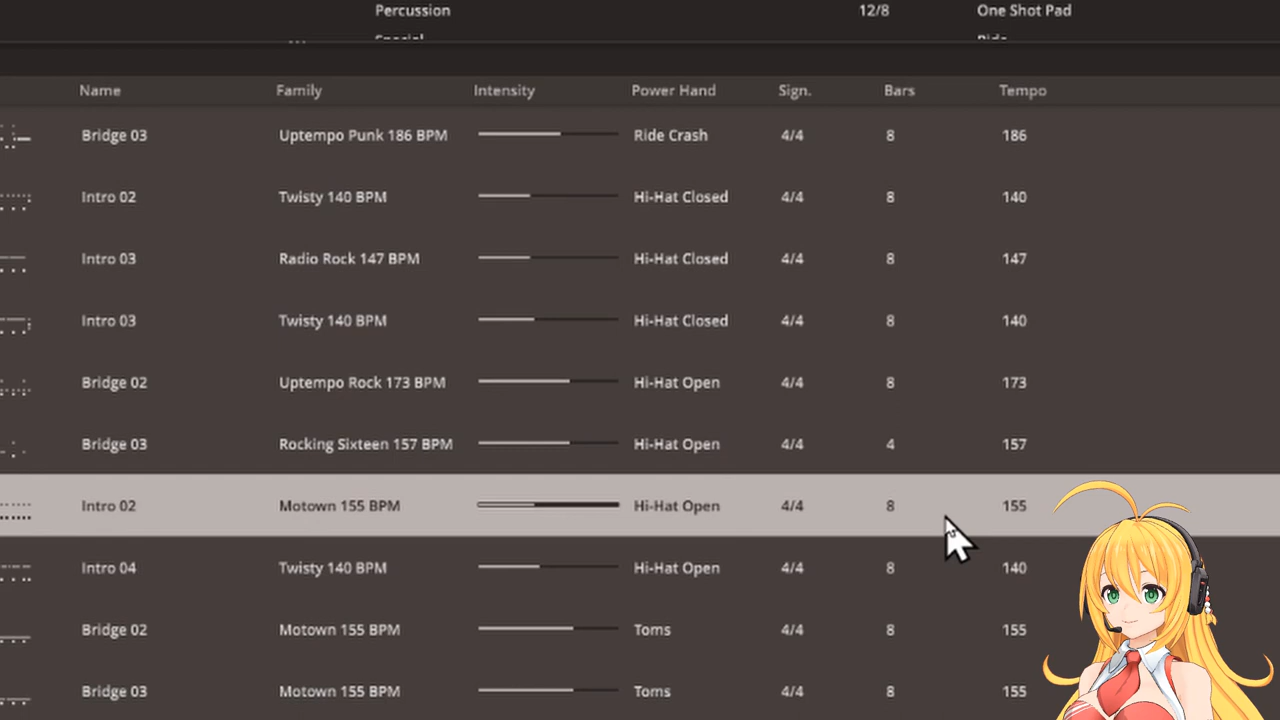 Percussion 12/8 One Shot Pad
Special Ride
Name Family Intensity Power Hand Sign. Bars Tempo
Bridge 03 Uptempo Punk 186 BPM Ride Crash 4/4 8 186
Intro 02 Twisty 140 BPM Hi-Hat Closed 4/4 8 140
Intro 03 Radio Rock 147 BPM Hi-Hat Closed 4/4 8 147
Intro 03 Twisty 140 BPM Hi-Hat Closed 4/4 8 140
Bridge 02 Uptempo Rock 173 BPM Hi-Hat Open 4/4 8 173
Bridge 03 Rocking Sixteen 157 BPM Hi-Hat Open 4/4 4 157
Intro 02 Motown 155 BPM Hi-Hat Open 4/4 8 155
Intro 04 Twisty 140 BPM Hi-Hat Open 4/4 8 140
Bridge 02 Motown 155 BPM Toms 4/4 8 155
Bridge 03 Motown 155 BPM Toms 4/4 8 155